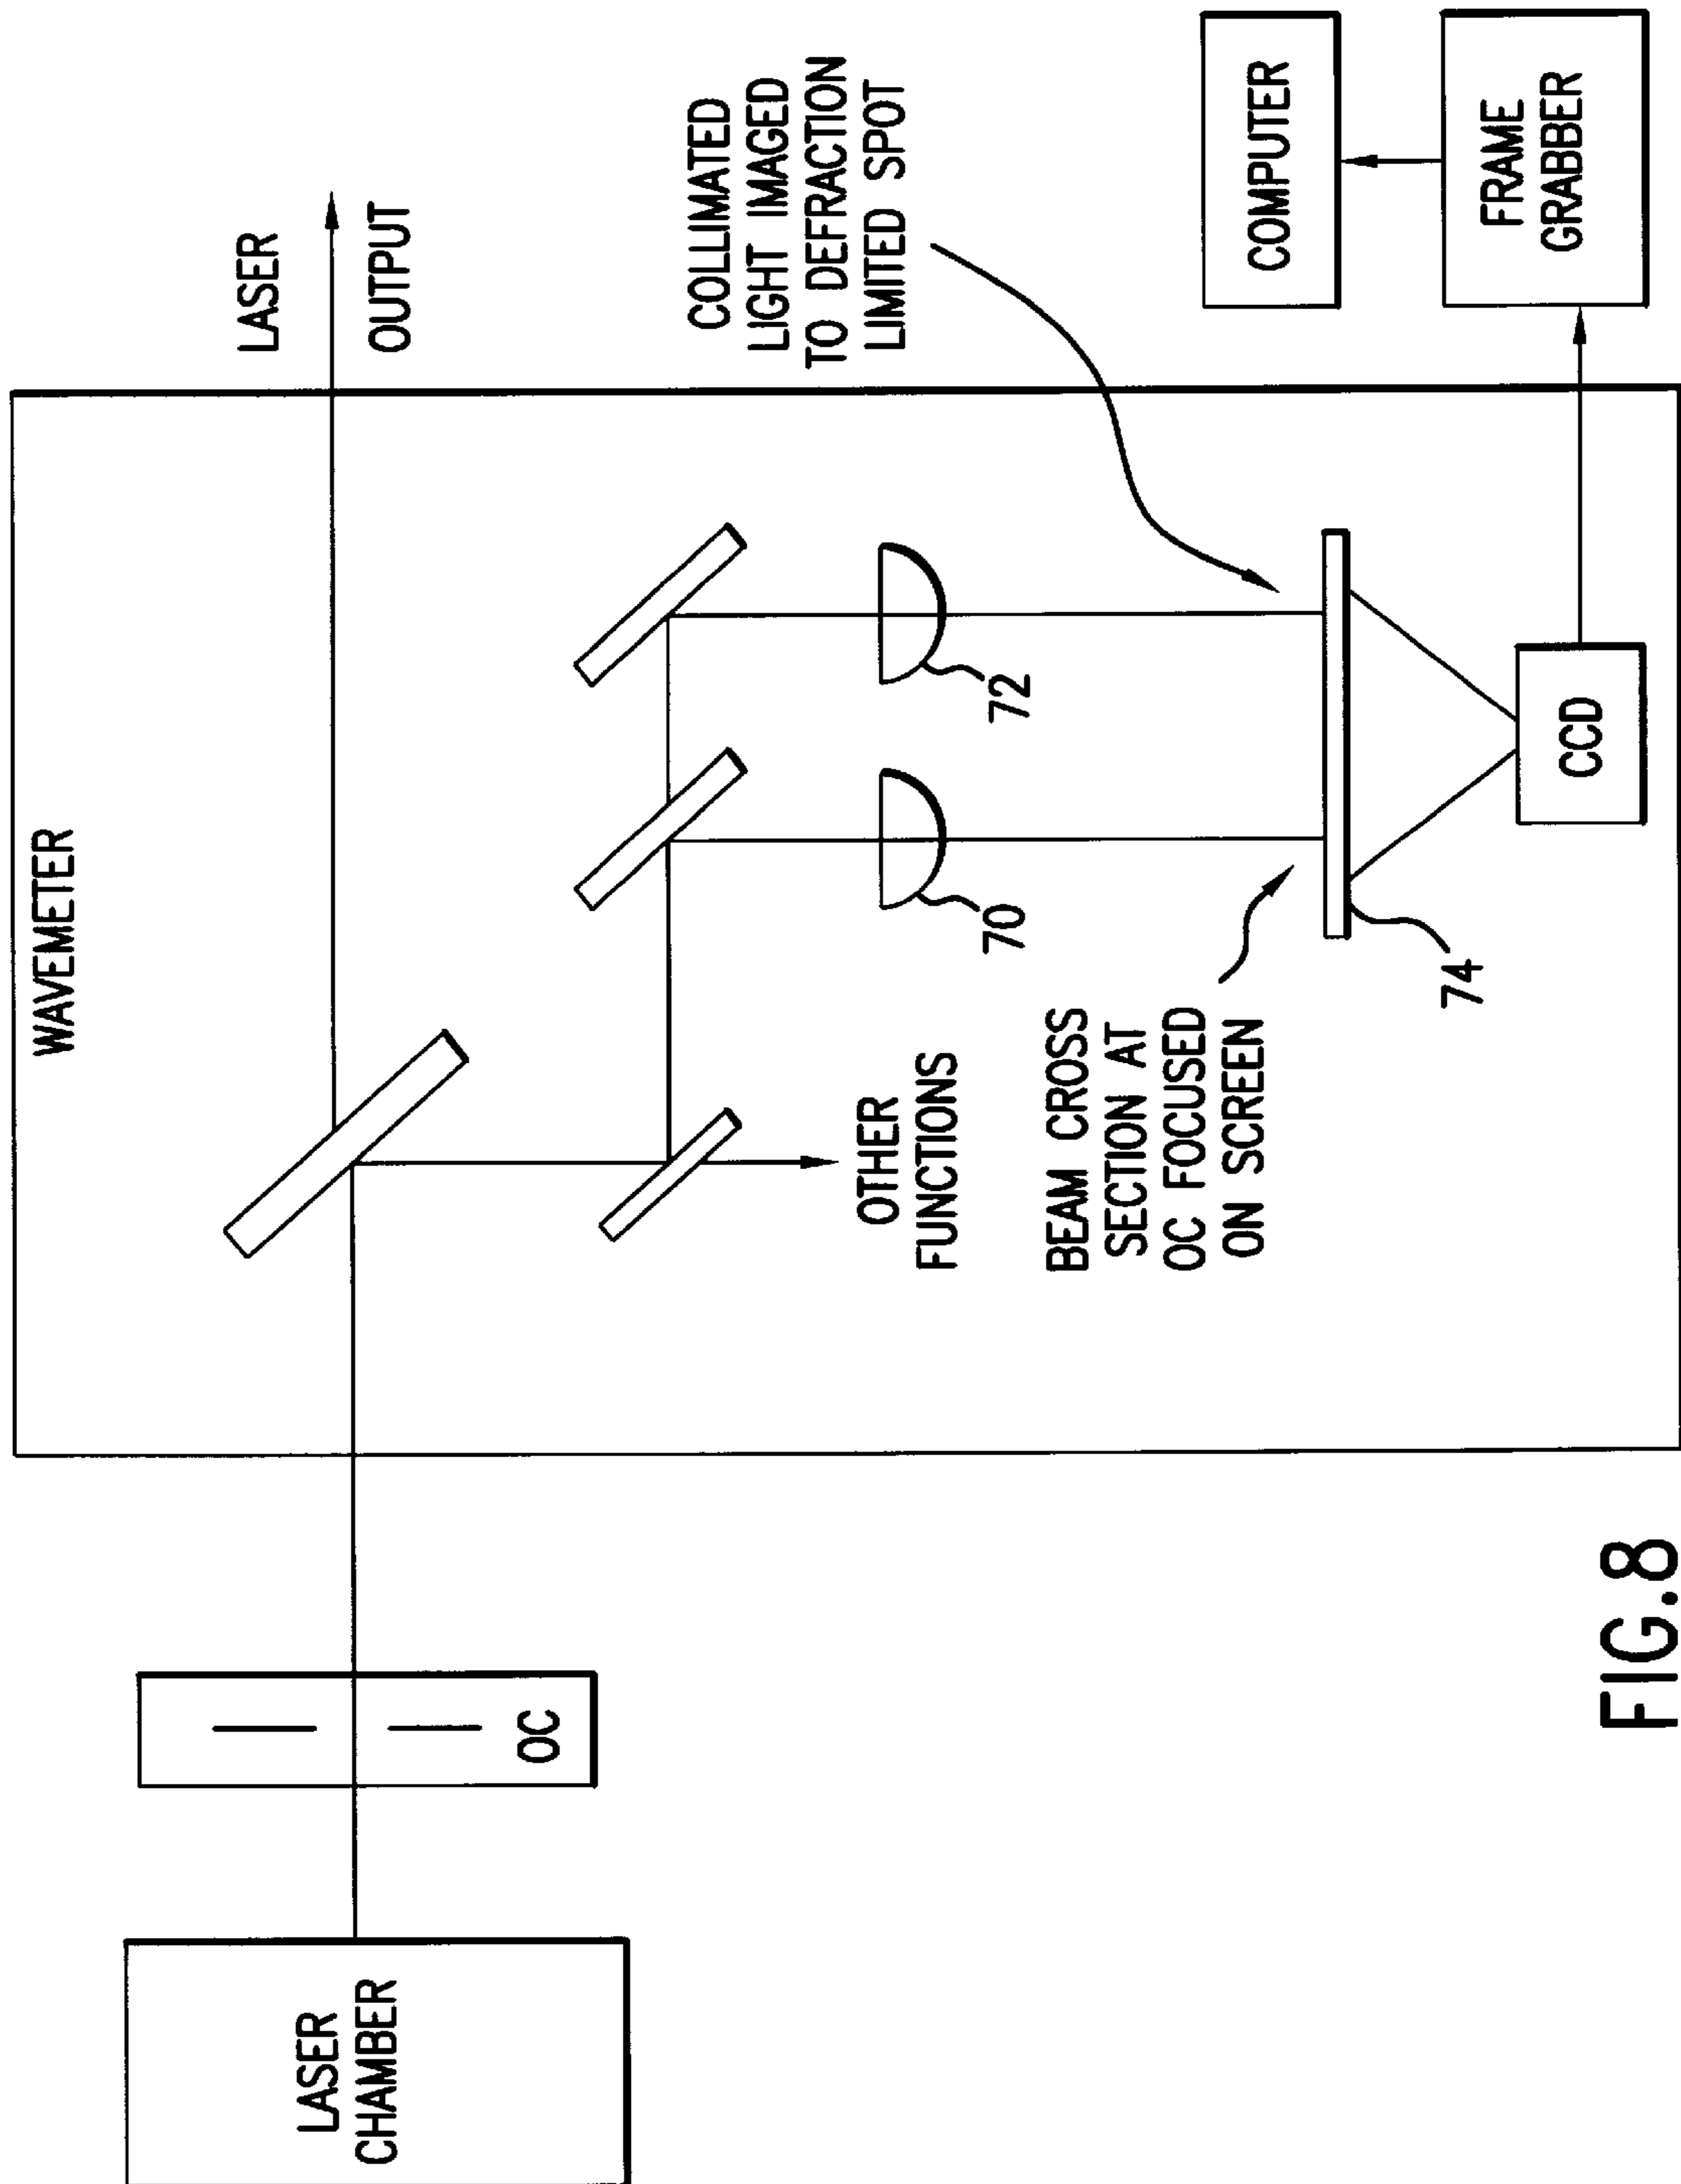 WAVEMETER
LASER
OUTPUT
COLLIMATED
LIGHT IMAGED
TO DEFRACTION
LIMITED SPOT
COMPUTER
FRAME
GRABBER
LASER
CHAMBER
OC
OTHER
FUNCTIONS
70
72
BEAM CROSS
SECTION AT
OC FOCUSED
ON SCREEN
74
CCD
FIG.8